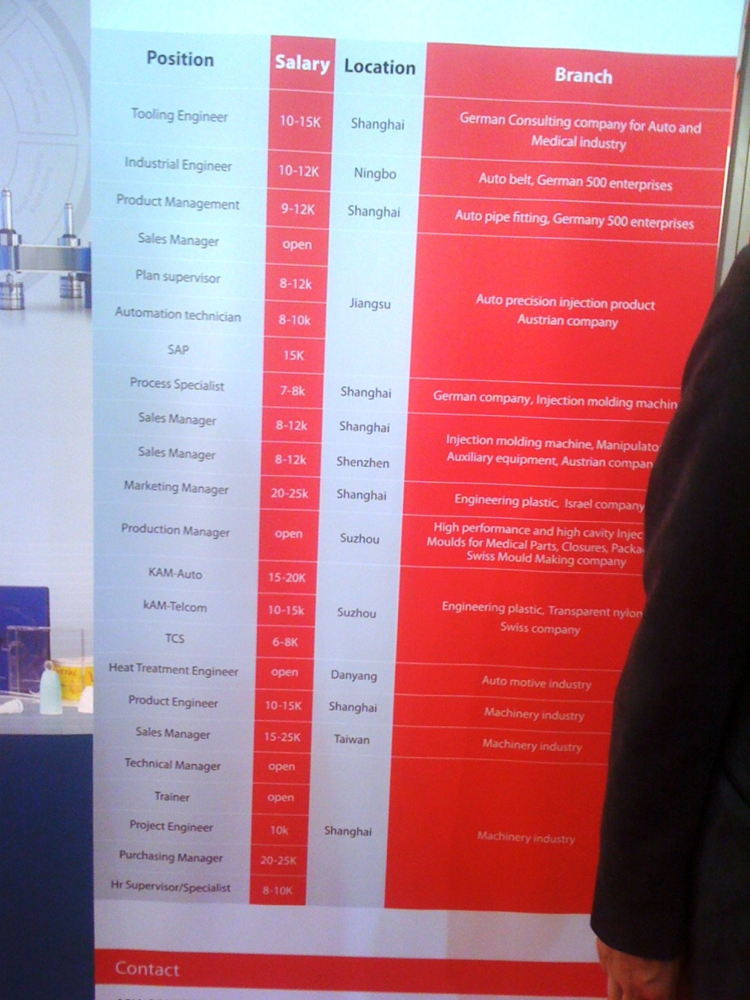 Position Salary Location Branch
Tooling Engineer 10-15K Shanghai German Consulting company for Auto and
Medical industry
Industrial Engineer 10-12K Ningbo Auto belt, German 500 enterprises
Product Management 9-12K Shanghai Auto pipe fitting, Germany 500 enterprises
Sales Manager open
Plan supervisor 8-12k
Jiangsu Auto precision injection product
Automation technician 8-10k Austrian company
SAP 15K
Process Specialist 7-8k Shanghai German company, Injection molding machin
Sales Manager 8-12k Shanghai Injection molding machine, Manipulato
Sales Manager 8-12k Shenzhen Auxiliary equipment, Austrian compan
Marketing Manager 20-25k Shanghai Engineering plastic, Israel company
Production Manager open Suzhou High performance and high cavity Injec
Moulds for Medical Parts, Closures, Packa
Swiss Mould Making company
KAM-Auto 15-20K
kAM-Telcom 10-15k Suzhou Engineering plastic, Transparent nylon
Swiss company
TCS 6-8K
Heat Treatment Engineer open Danyang Auto motive industry
Product Engineer 10-15K Shanghai Machinery industry
Sales Manager 15-25K Taiwan Machinery industry
Technical Manager open
Trainer open
Project Engineer 10k Shanghai Machinery industry
Purchasing Manager 20-25K
Hr Supervisor/Specialist 8-10K
Contact